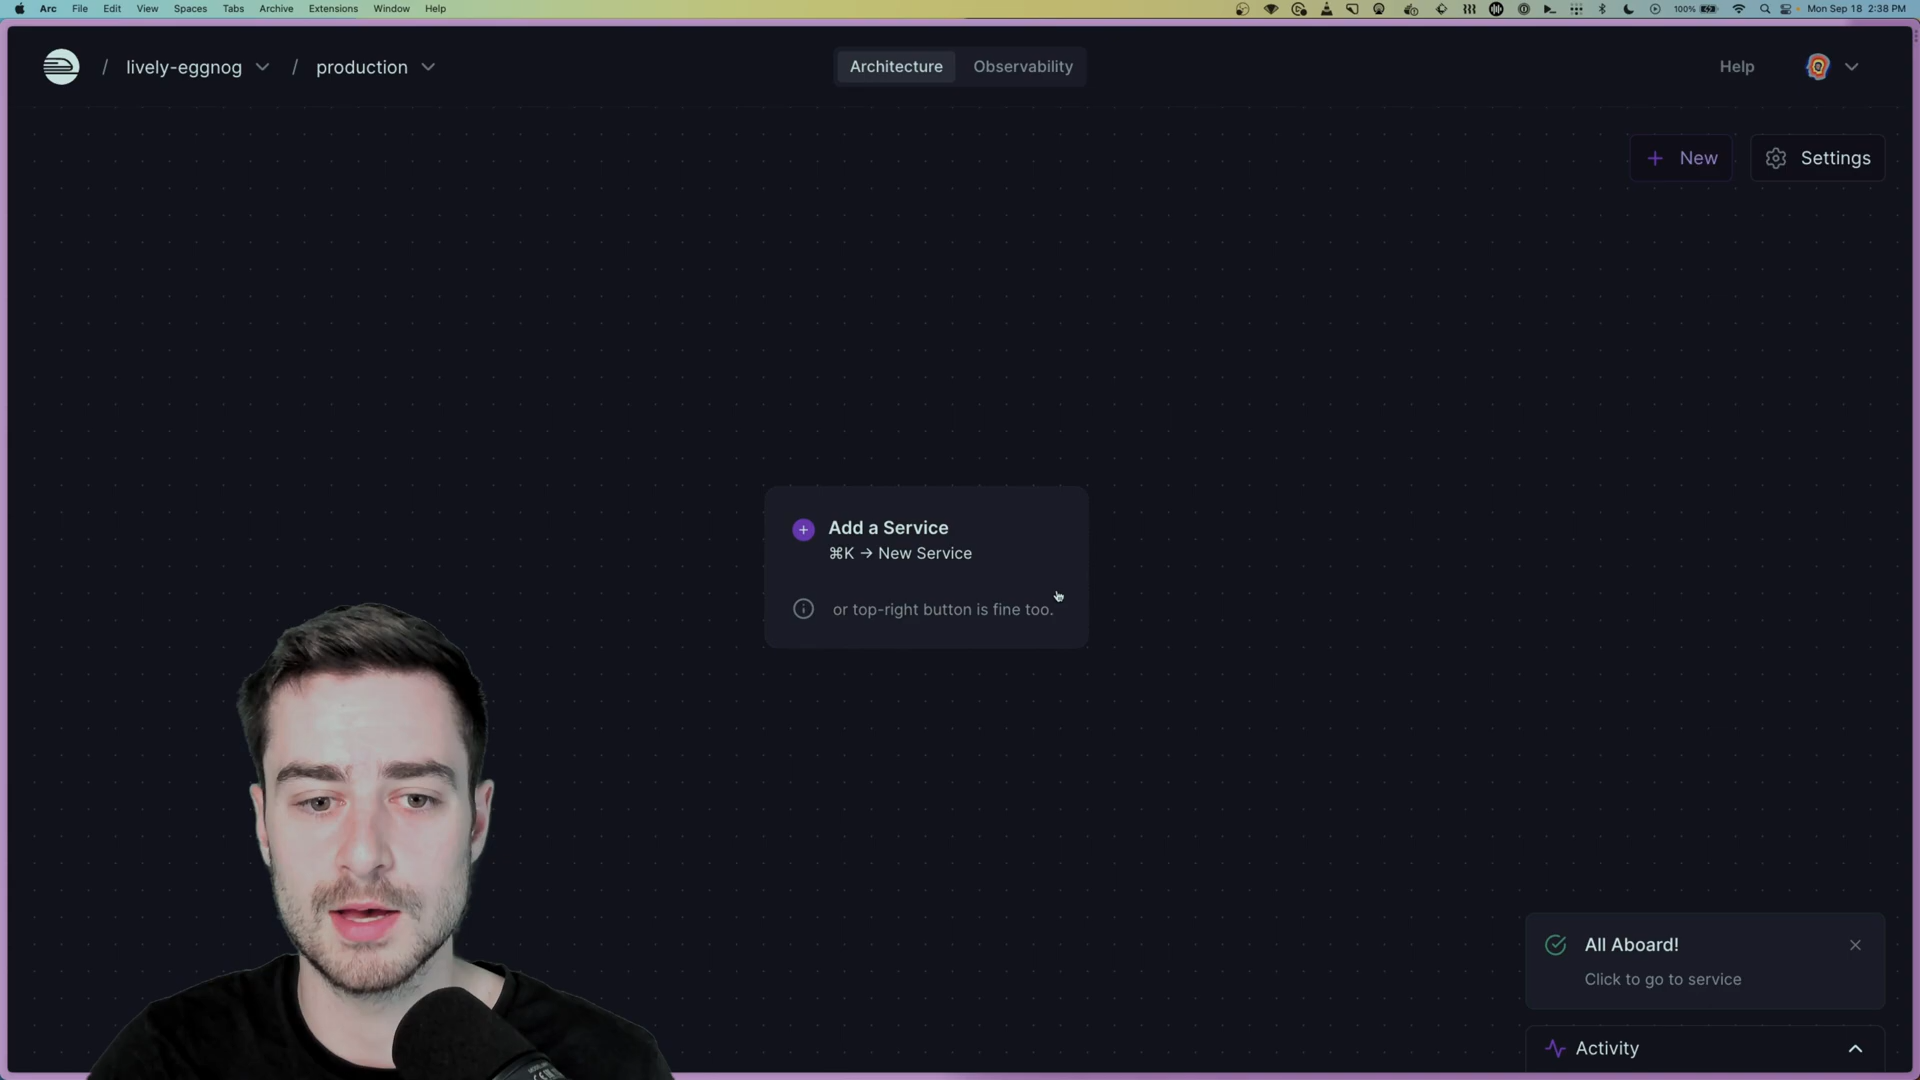 Arc File Edit View Spaces Tabs Archive Extensions Window Help 100% Mon Sep 18 2:38 PM
/ lively-eggnog / production
Architecture Observability
Help
+ New Settings
Add a Service
⌘K → New Service
or top-right button is fine too.
All Aboard!
Click to go to service
Activity